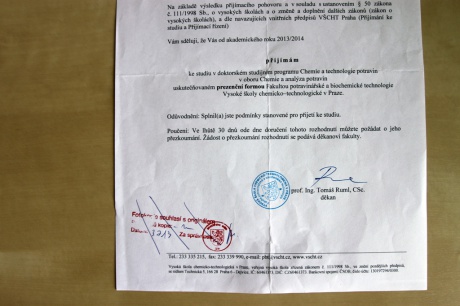 Na základě výsledku přijímacího pohovoru a v souladu s ustanovením § 50 zákona
č. 111/1998 Sb., o vysokých školách a o změně a doplnění dalších zákonů (zákon o
vysokých školách), a dle navazujících vnitřních předpisů VŠCHT Praha (Přijímání ke
studiu a Přijímací řízení)
Vám sděluji, že Vás od akademického roku 2013/2014
přijímám
ke studiu v doktorském studijním programu Chemie a technologie potravin
v oboru Chemie a analýza potravin
uskutečňovaném prezenční formou Fakultou potravinářské a biochemické technologie
Vysoké školy chemicko-technologické v Praze.
Odůvodnění: Splnil(a) jste podmínky stanovené pro přijetí ke studiu.
Poučení: Ve lhůtě 30 dnů ode dne doručení tohoto rozhodnutí můžete požádat o jeho
přezkoumání. Žádost o přezkoumání rozhodnutí se podává děkanovi fakulty.
prof. Ing. Tomáš Ruml, CSc.
děkan
souhlasí s originálem
Za správnost